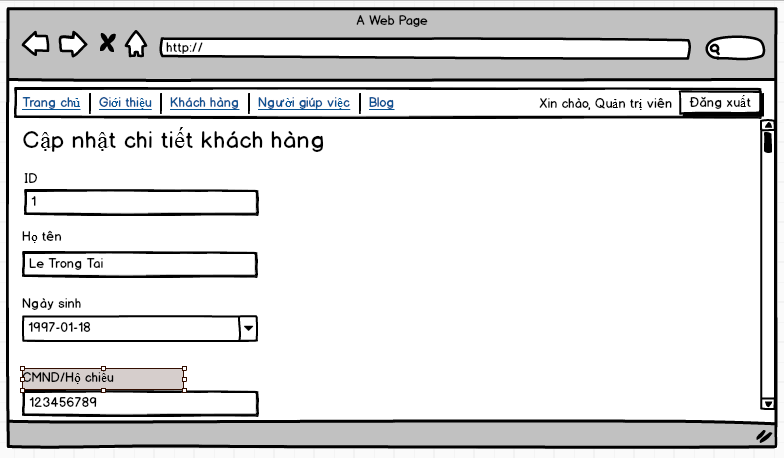 A Web Page
http://
Trang chủ Giới thiệu Khách hàng Người giúp việc Blog Xin chào, Quản trị viên Đăng xuất
Cập nhật chi tiết khách hàng
ID
1
Họ tên
Le Trong Tai
Ngày sinh
1997-01-18
CMND/Hộ chiếu
123456789